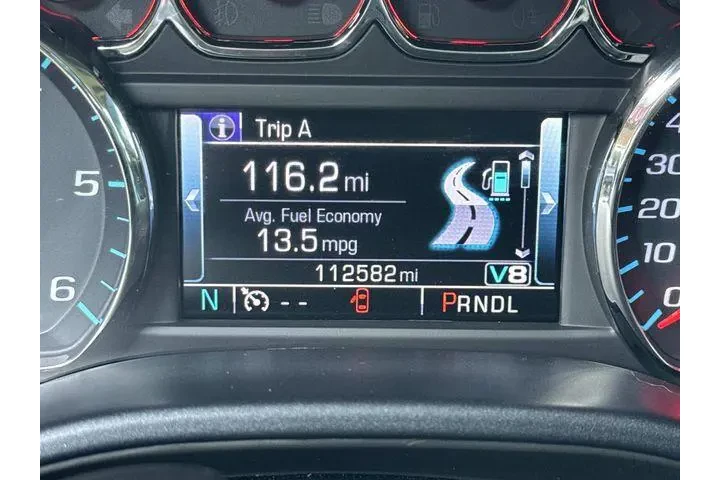 Trip A
116.2 mi
Avg. Fuel Economy
13.5 mpg
112582 mi V8
N -- PRNDL
5
6
4
30
20
10
0